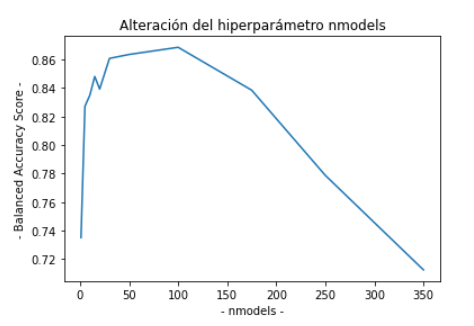 Alteración del hiperparámetro nmodels
- Balanced Accuracy Score -
0.86
0.84
0.82
0.80
0.78
0.76
0.74
0.72
0 50 100 150 200 250 300 350
- nmodels -